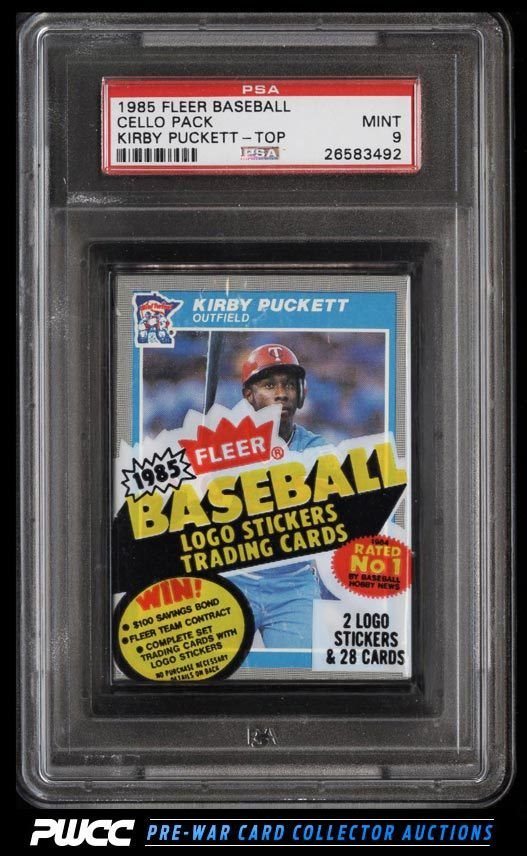 PSA
1985 FLEER BASEBALL
CELLO PACK
KIRBY PUCKETT-TOP
MINT
9
PSA
26583492
KIRBY PUCKETT
OUTFIELD
T
1985 FLEER®
BASEBALL
LOGO STICKERS
TRADING CARDS
1984
RATED
No 1
BY BASEBALL
HOBBY NEWS
WIN!
• $100 SAVINGS BOND
• FLEER TEAM CONTRACT
• COMPLETE SET
TRADING CARDS WITH
LOGO STICKERS
NO PURCHASE NECESSARY
DETAILS ON BACK
2 LOGO
STICKERS
& 28 CARDS
PSA
PWCC PRE-WAR CARD COLLECTOR AUCTIONS